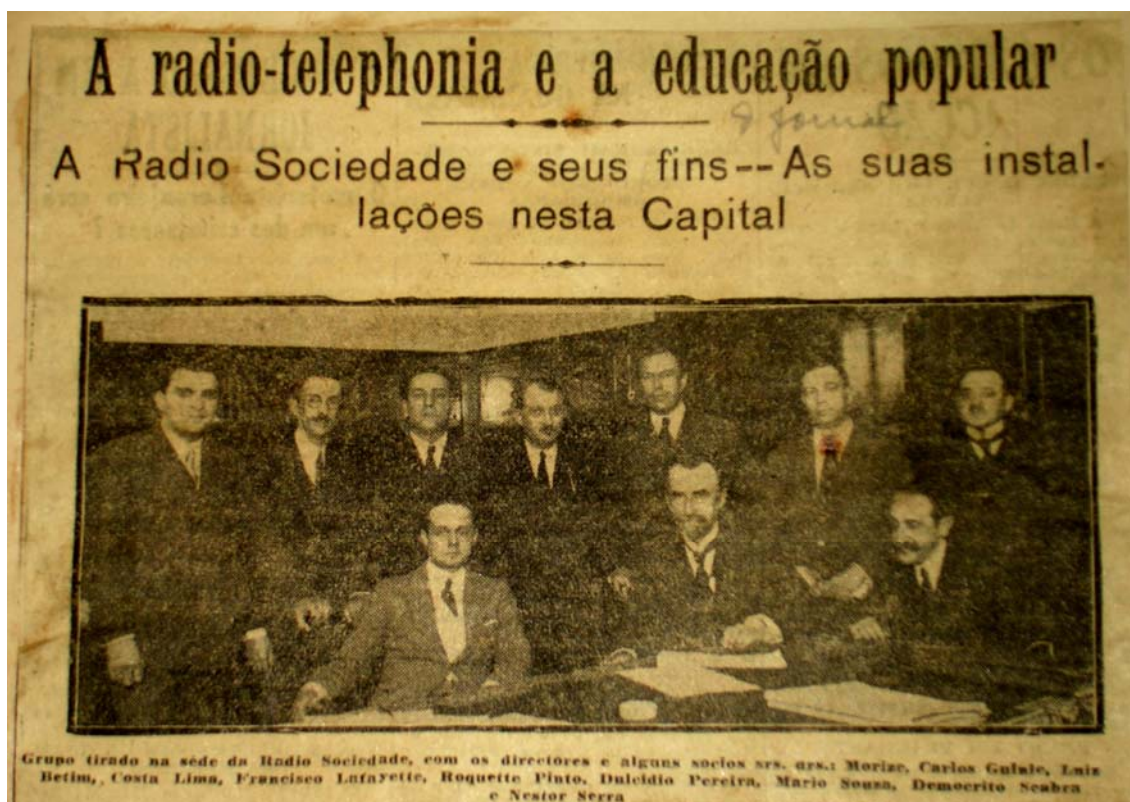 A radio-telephonia e a educação popular
O Jornal
A Radio Sociedade e seus fins--As suas instal-
lações nesta Capital
Grupo tirado na séde da Radio Sociedade, com os directores e alguns socios srs. drs.: Morize, Carlos Guinle, Luiz
Betim, Costa Lima, Francisco Lafayette, Roquette Pinto, Dulcidio Pereira, Mario Souza, Democrito Seabra
e Nestor Serra